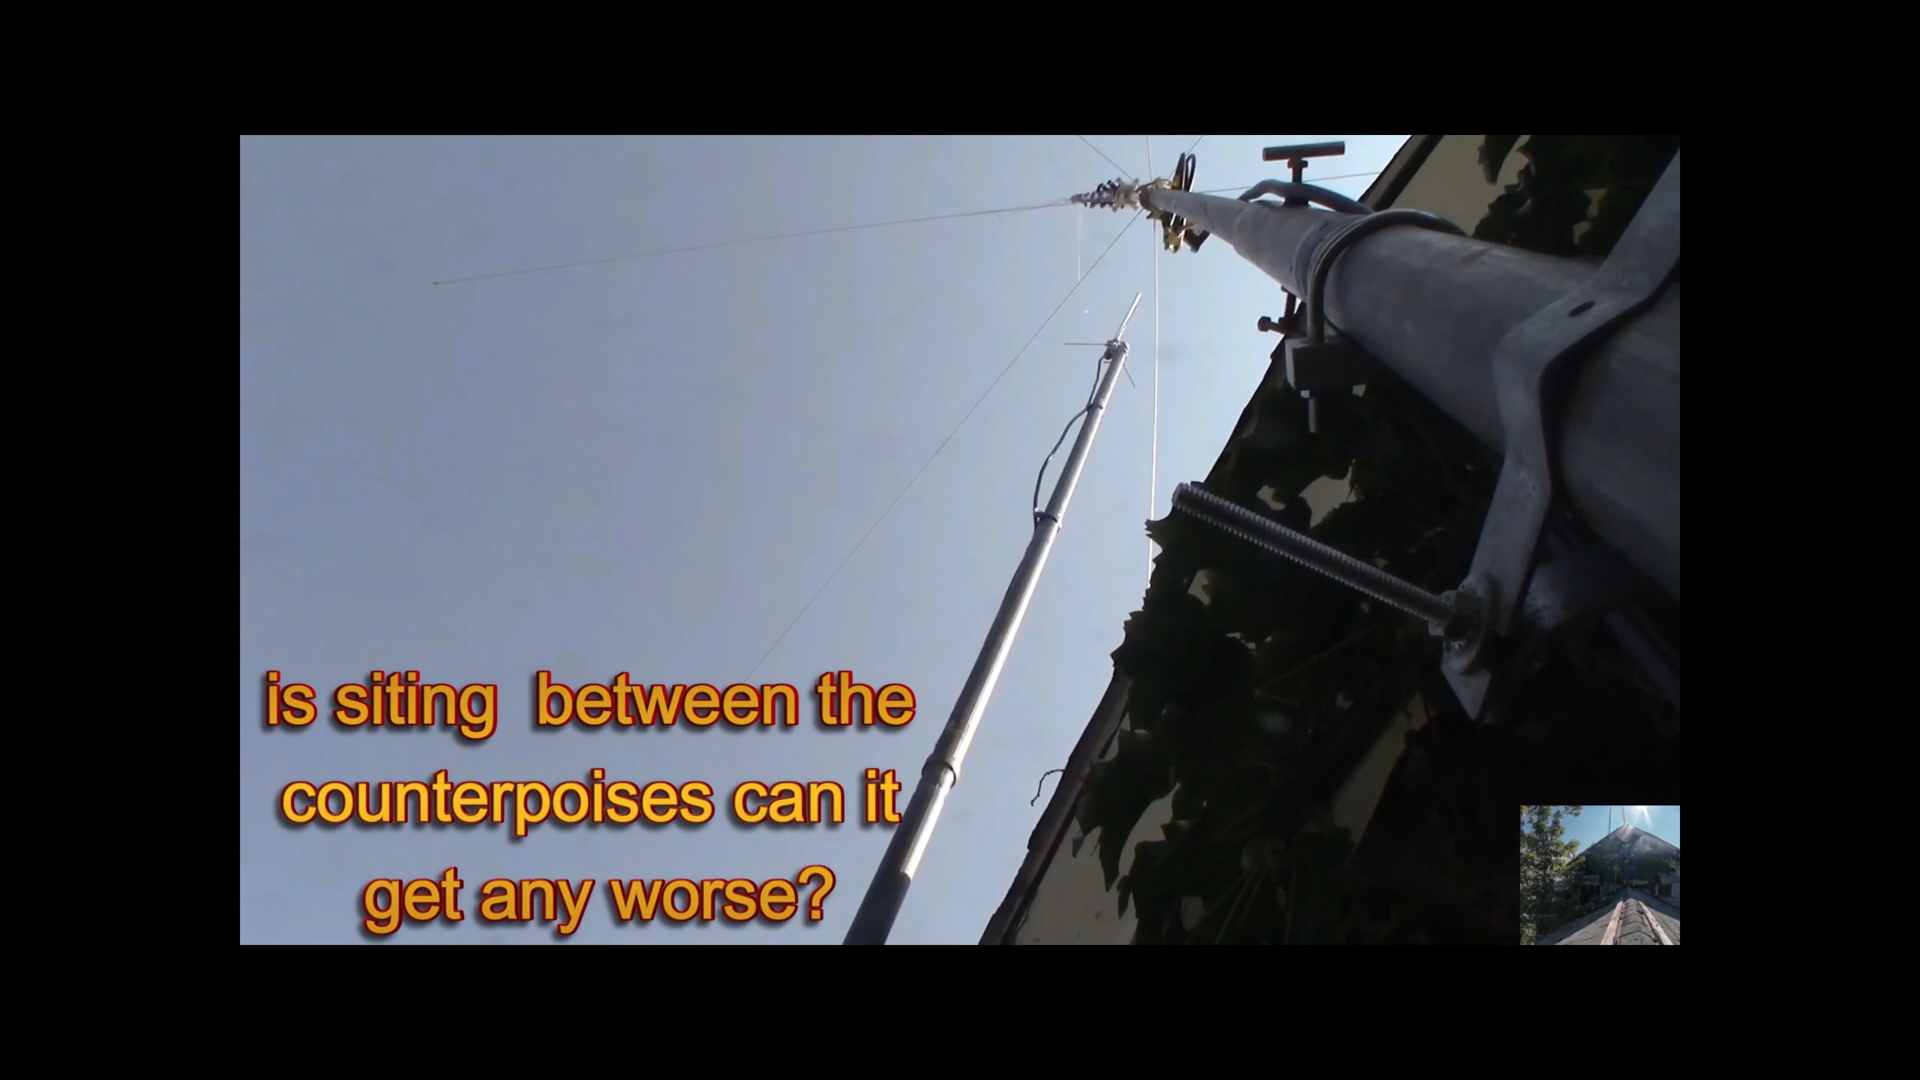 is siting  between the
counterpoises can it
get any worse?